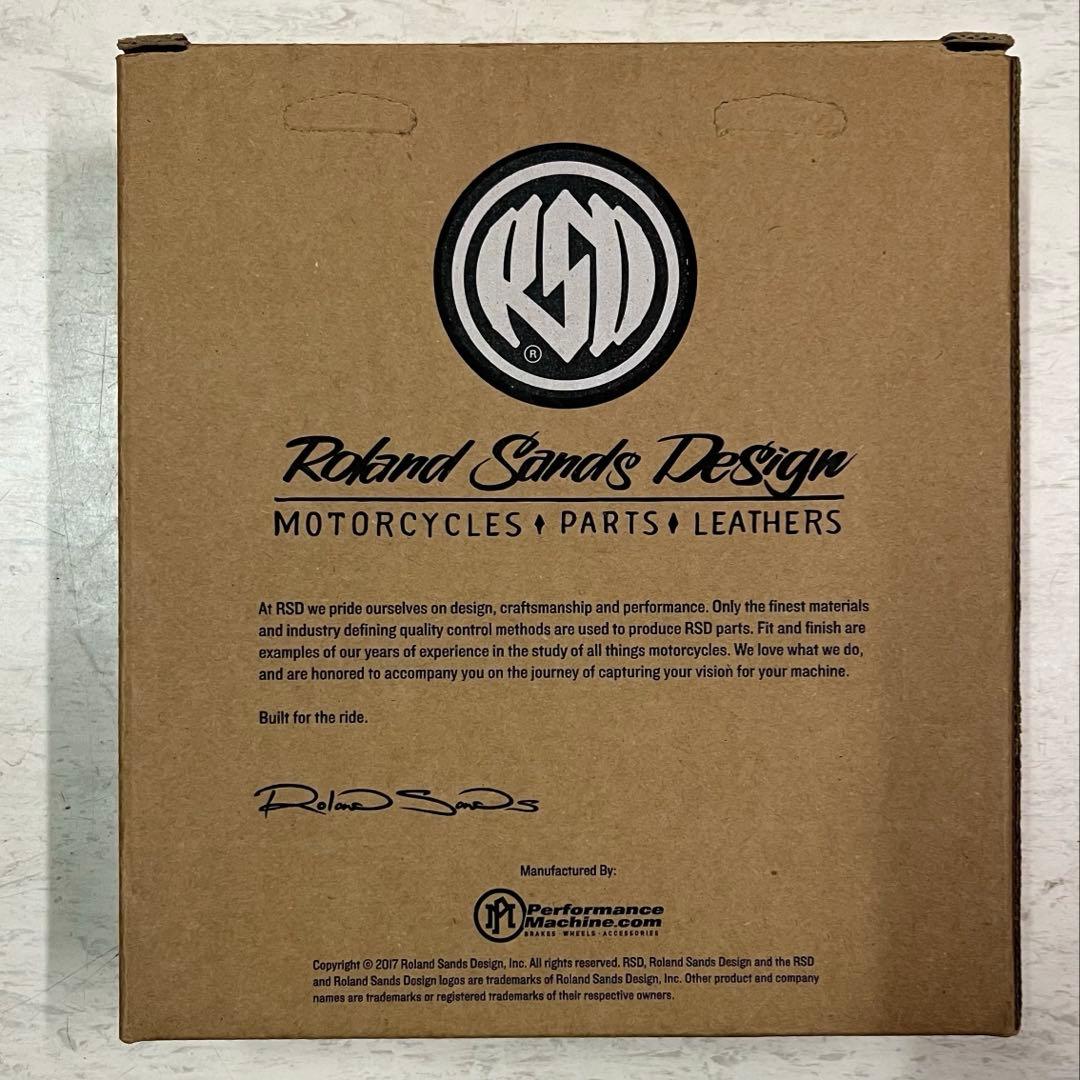 RSD
®
Roland Sands Design
MOTORCYCLES ♦ PARTS ♦ LEATHERS
At RSD we pride ourselves on design, craftsmanship and performance. Only the finest materials
and industry defining quality control methods are used to produce RSD parts. Fit and finish are
examples of our years of experience in the study of all things motorcycles. We love what we do,
and are honored to accompany you on the journey of capturing your vision for your machine.
Built for the ride.
Roland Sands
Manufactured By:
PM
Performance
Machine.com
BRAKES · WHEELS · ACCESSORIES
Copyright © 2017 Roland Sands Design, Inc. All rights reserved. RSD, Roland Sands Design and the RSD
and Roland Sands Design logos are trademarks of Roland Sands Design, Inc. Other product and company
names are trademarks or registered trademarks of their respective owners.